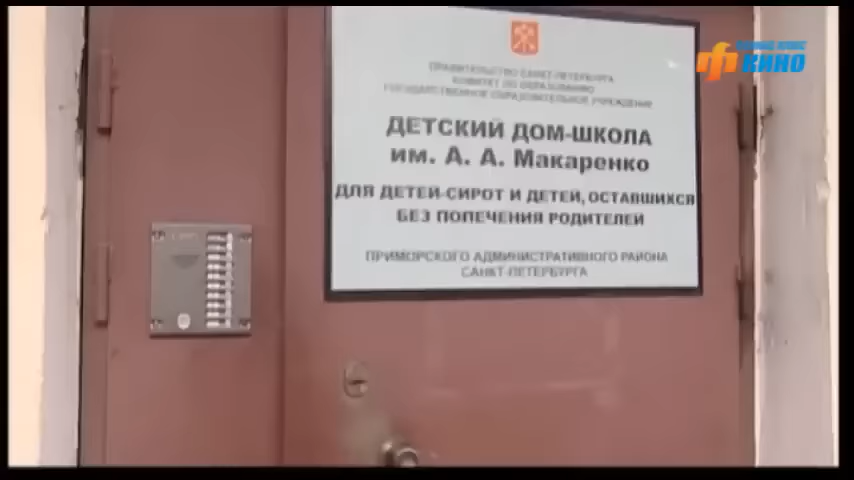 ПРАВИТЕЛЬСТВО САНКТ-ПЕТЕРБУРГА
КОМИТЕТ ПО ОБРАЗОВАНИЮ
ГОСУДАРСТВЕННОЕ ОБРАЗОВАТЕЛЬНОЕ УЧРЕЖДЕНИЕ
ДЕТСКИЙ ДОМ-ШКОЛА
им. А. А. Макаренко
ДЛЯ ДЕТЕЙ-СИРОТ И ДЕТЕЙ, ОСТАВШИХСЯ
БЕЗ ПОПЕЧЕНИЯ РОДИТЕЛЕЙ
ПРИМОРСКОГО АДМИНИСТРАТИВНОГО РАЙОНА
САНКТ-ПЕТЕРБУРГА
КИНО